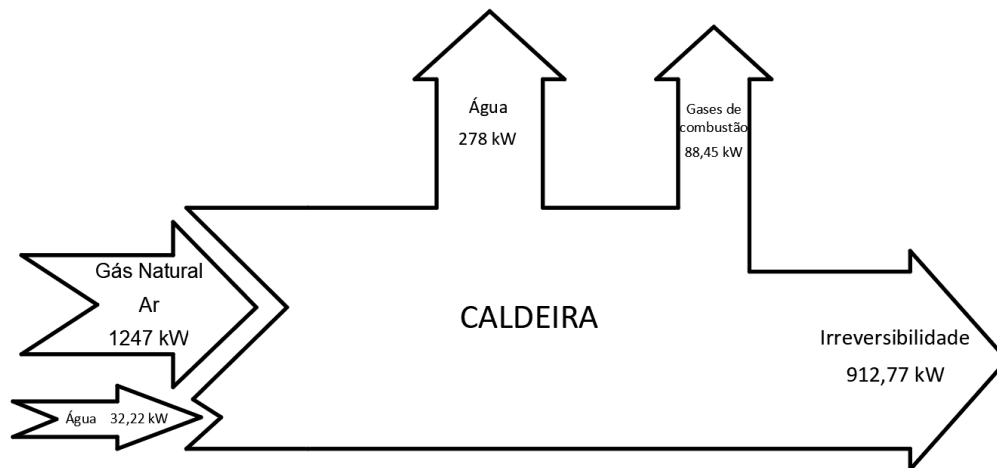 Água
278 kW
Gases de
combustão
88,45 kW
Gás Natural
Ar
1247 kW
CALDEIRA
Irreversibilidade
912,77 kW
Água 32,22 kW